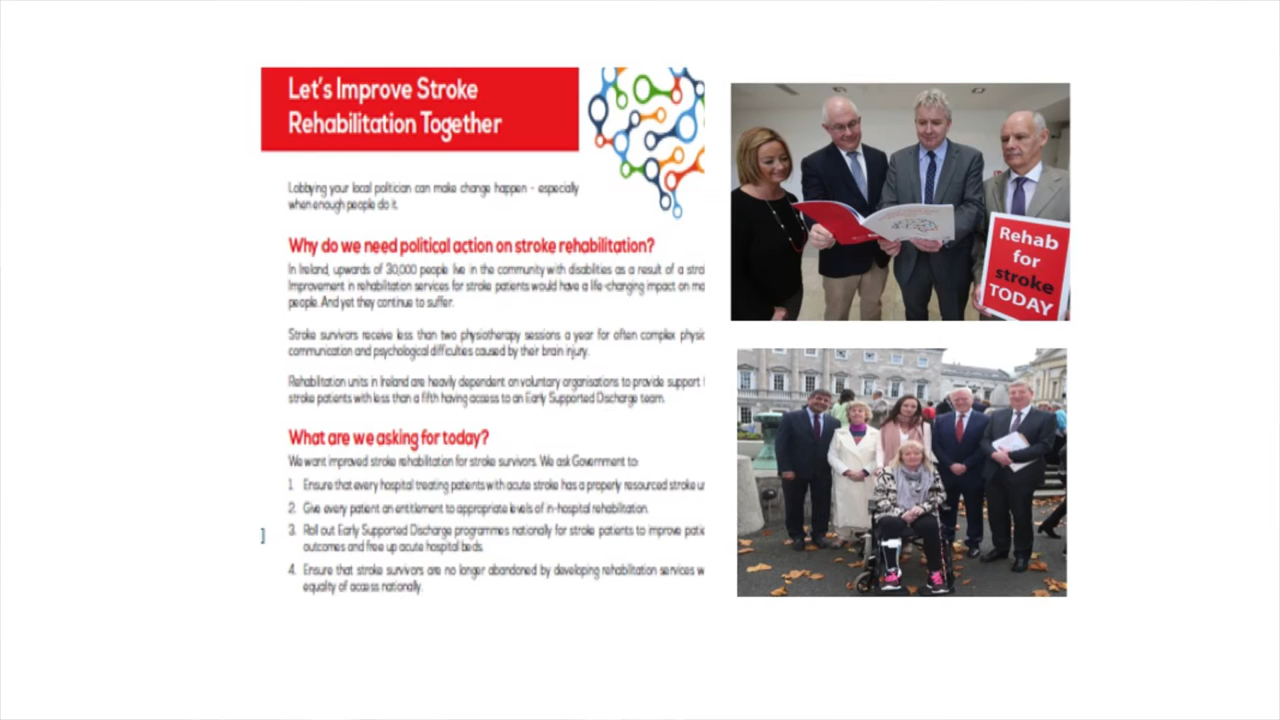 Let's Improve Stroke
Rehabilitation Together
Lobbying your local politician can make change happen - especially
when enough people do it.
Why do we need political action on stroke rehabilitation?
In Ireland, upwards of 30,000 people live in the community with disabilities as a result of a
Improvement in rehabilitation services for stroke patients would have a life-changing impact on
people. And yet they continue to suffer.
Stroke survivors receive less than two physiotherapy sessions a year for often complex
communication and psychological difficulties caused by their brain injury.
Rehabilitation units in Ireland are heavily dependent on voluntary organisations to provide support
stroke patients with less than a fifth having access to an Early Supported Discharge team.
What are we asking for today?
We want improved stroke rehabilitation for stroke survivors. We ask Government to:
1. Ensure that every hospital treating patients with acute stroke has a properly resourced stroke
2. Give every patient an entitlement to appropriate levels of in-hospital rehabilitation.
3. Roll out Early Supported Discharge programmes nationally for stroke patients to improve
outcomes and free up acute hospital beds.
4. Ensure that stroke survivors are no longer abandoned by developing rehabilitation services
equality of access nationally.
Rehab
for
stroke
TODAY